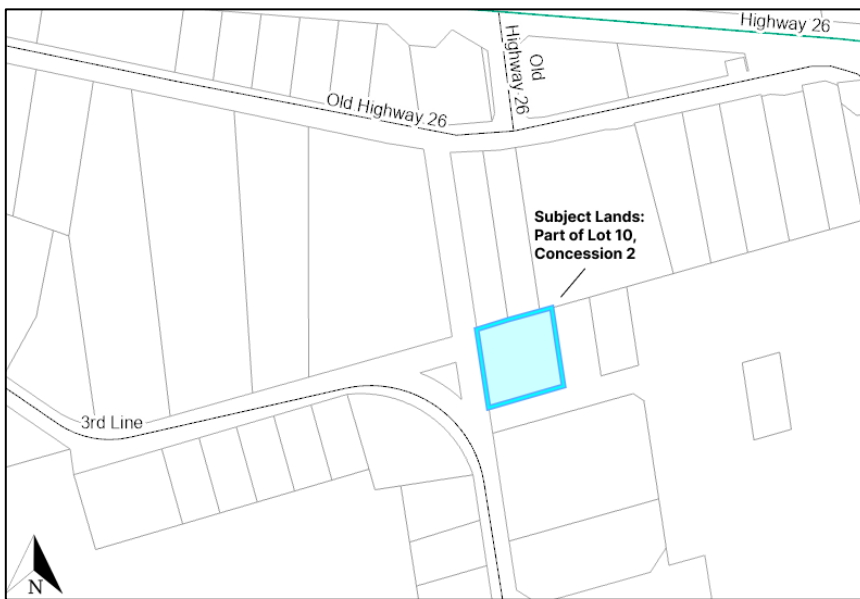 Highway 26
Old
Highway 26
Old Highway 26
Subject Lands:
Part of Lot 10,
Concession 2
3rd Line
N